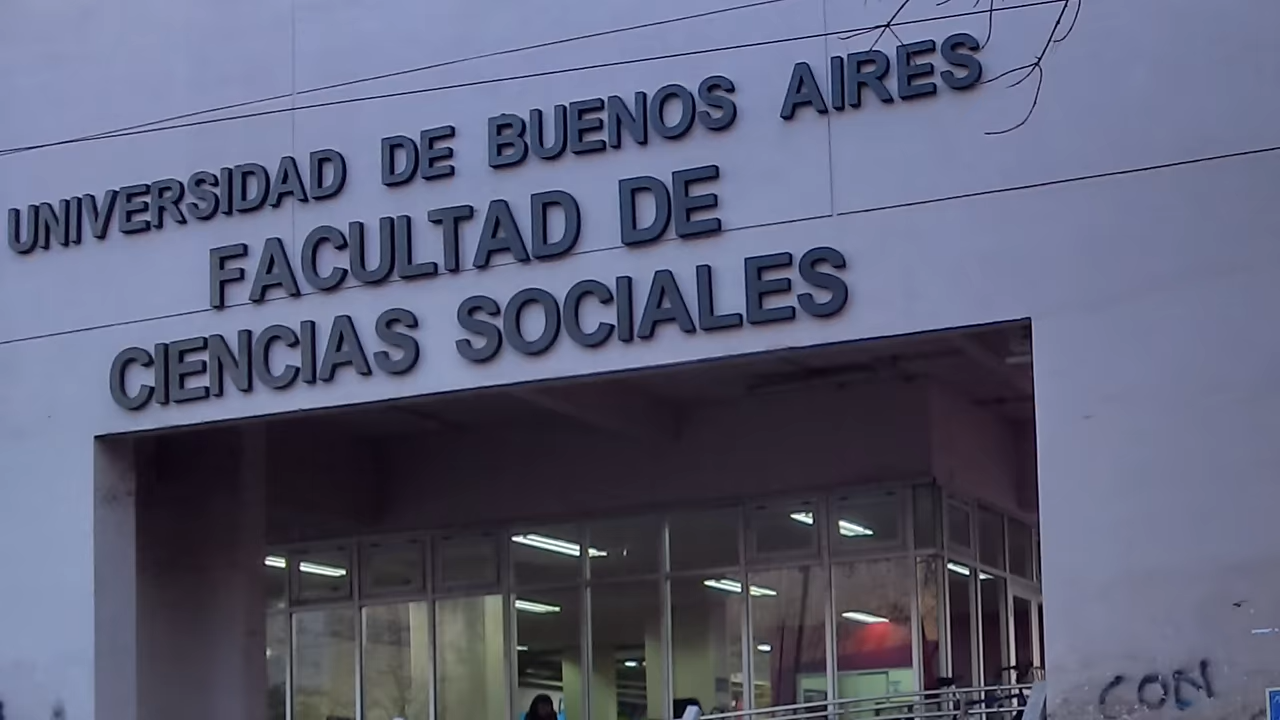 UNIVERSIDAD DE BUENOS AIRES
FACULTAD DE
CIENCIAS SOCIALES
CON